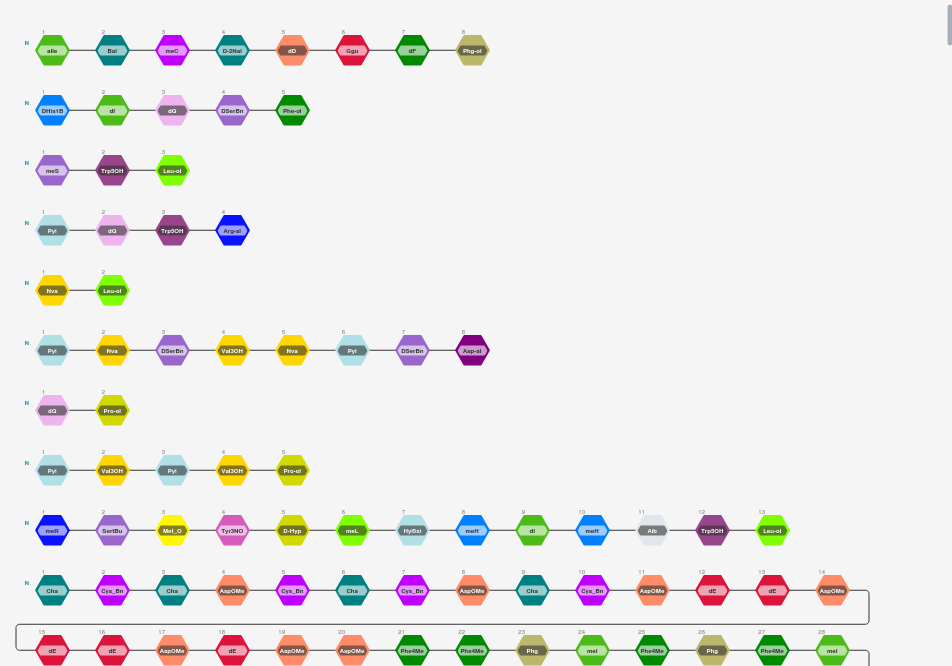 1 2 3 4 5 6 7 8
N aIle Bal meC D-2Nal dD Ggu dF Phg-ol
1 2 3 4 5
N DHis1B dI dQ DSerBn Phe-ol
1 2 3
N meS Trp5OH Leu-ol
1 2 3 4
N Pyl dQ Trp5OH Arg-al
1 2
N Nva Leu-ol
1 2 3 4 5 6 7 8
N Pyl Nva DSerBn Val3OH Nva Pyl DSerBn Asp-al
1 2
N dQ Pro-ol
1 2 3 4 5
N Pyl Val3OH Pyl Val3OH Pro-ol
1 2 3 4 5 6 7 8 9 10 11 12 13
N meR SertBu Met_O Tyr3NO D-Hyp meL Hyl5xi meH dI meH Aib Trp5OH Leu-ol
1 2 3 4 5 6 7 8 9 10 11 12 13 14
N Cha Cys_Bn Cha AspOMe Cys_Bn Cha Cys_Bn AspOMe Cha Cys_Bn AspOMe dE dE AspOMe
15 16 17 18 19 20 21 22 23 24 25 26 27 28
dE dE AspOMe dE AspOMe AspOMe Phe4Me Phe4Me Phg meI Phe4Me Phg Phe4Me meI